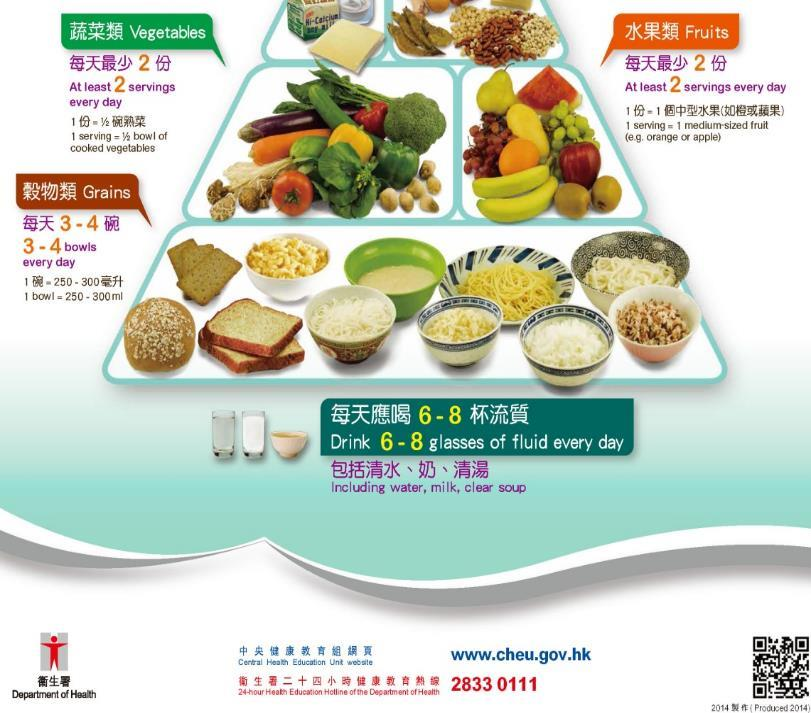 Hi-Calcium
蔬菜類 Vegetables
每天最少 2 份
At least 2 servings
every day
1 份 = ½ 碗熟菜
1 serving = ½ bowl of
cooked vegetables
水果類 Fruits
每天最少 2 份
At least 2 servings every day
1 份 = 1 個中型水果(如橙或蘋果)
1 serving = 1 medium-sized fruit
(e.g. orange or apple)
穀物類 Grains
每天 3 - 4 碗
3 - 4 bowls
every day
1 碗 = 250 - 300 毫升
1 bowl = 250 - 300 ml
每天應喝 6 - 8 杯流質
Drink 6 - 8 glasses of fluid every day
包括清水、奶、清湯
Including water, milk, clear soup
衞生署
Department of Health
中央健康教育組網頁
Central Health Education Unit website
www.cheu.gov.hk
衞生署二十四小時健康教育熱線
24-hour Health Education Hotline of the Department of Health
2833 0111
2014 製作 ( Produced 2014)